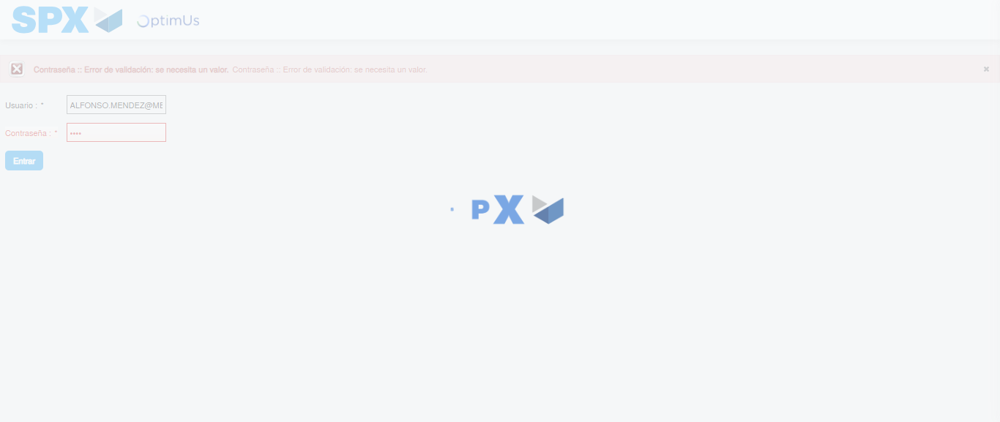 SPX OptimUs
Contraseña :: Error de validación: se necesita un valor. Contraseña :: Error de validación: se necesita un valor.
Usuario : * ALFONSO.MENDEZ@ME
Contraseña : * ••••
Entrar
PX